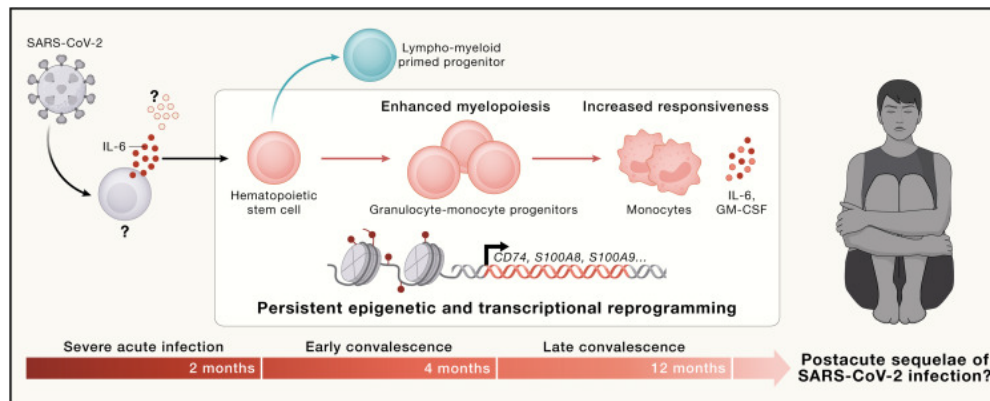 SARS-CoV-2
Lympho-myeloid
primed progenitor
?
IL-6
?
Enhanced myelopoiesis
Increased responsiveness
Hematopoietic
stem cell
Granulocyte-monocyte progenitors
Monocytes
IL-6,
GM-CSF
CD74, S100A8, S100A9...
Persistent epigenetic and transcriptional reprogramming
Severe acute infection
Early convalescence
Late convalescence
2 months
4 months
12 months
Postacute sequelae of
SARS-CoV-2 infection?